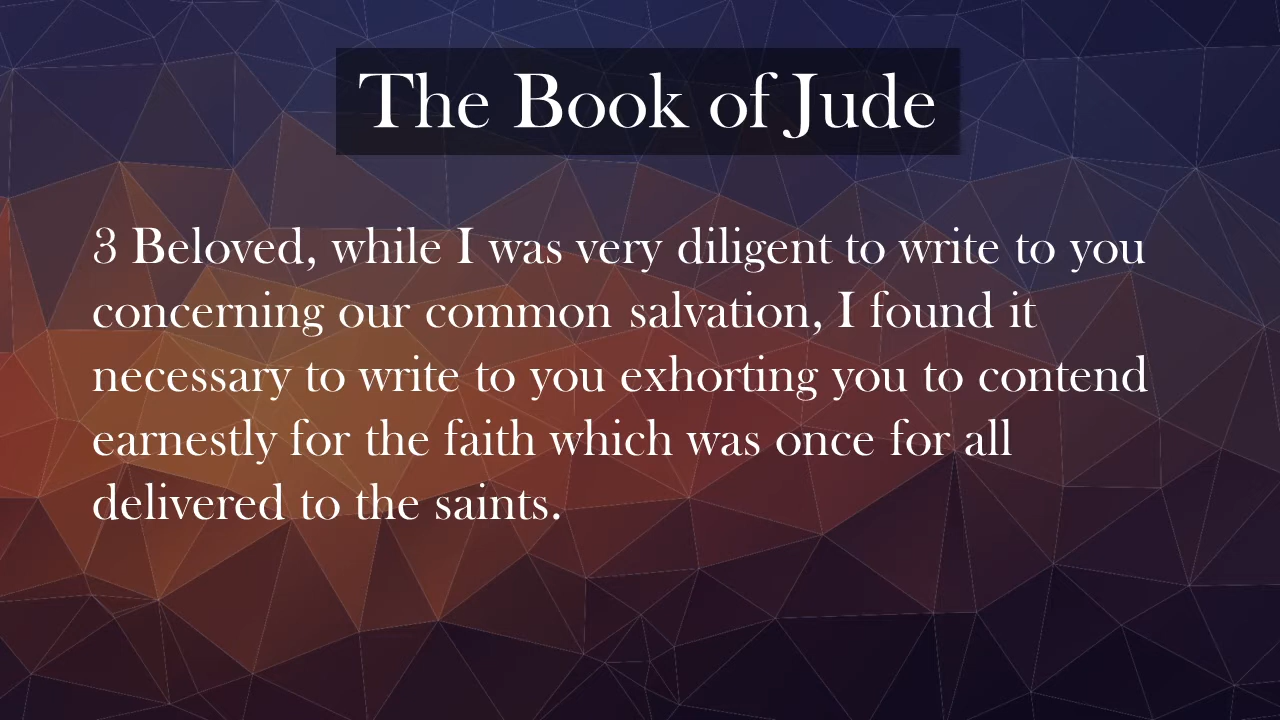 The Book of Jude
3 Beloved, while I was very diligent to write to you
concerning our common salvation, I found it
necessary to write to you exhorting you to contend
earnestly for the faith which was once for all
delivered to the saints.